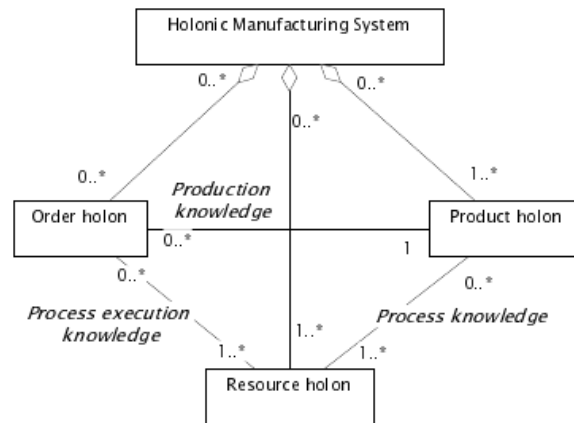 Holonic Manufacturing System
0..*
0..*
0..*
0..*
1..*
Production
knowledge
Order holon
Product holon
0..*
1
0..*
0..*
Process execution
knowledge
Process knowledge
1..*
1..*
1..*
Resource holon